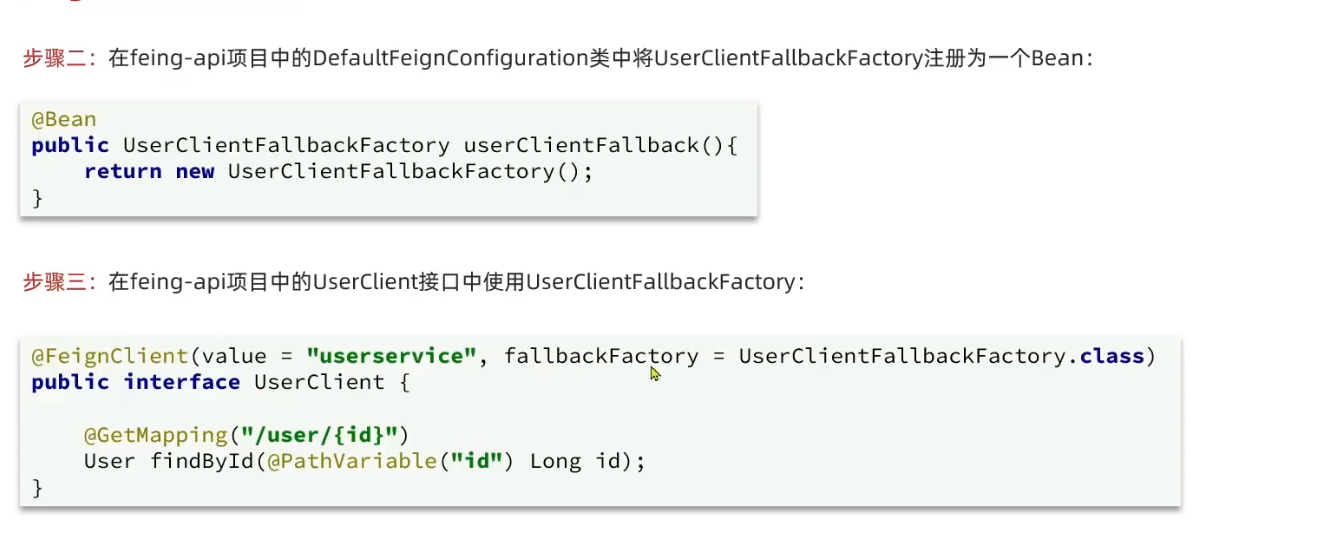 步骤二：在feing-api项目中的DefaultFeignConfiguration类中将UserClientFallbackFactory注册为一个Bean：
@Bean
public UserClientFallbackFactory userClientFallback(){
    return new UserClientFallbackFactory();
}
步骤三：在feing-api项目中的UserClient接口中使用UserClientFallbackFactory：
@FeignClient(value = "userservice", fallbackFactory = UserClientFallbackFactory.class)
public interface UserClient {
    @GetMapping("/user/{id}")
    User findById(@PathVariable("id") Long id);
}